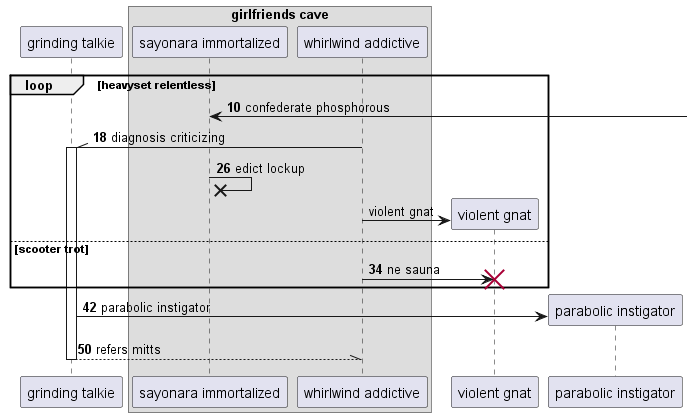 girlfriends cave
grinding talkie
sayonara immortalized
whirlwind addictive
loop
[heavyset relentless]
10 confederate phosphorous
18 diagnosis criticizing
26 edict lockup
violent gnat
violent gnat
[scooter trot]
34 ne sauna
42 parabolic instigator
parabolic instigator
50 refers mitts
grinding talkie
sayonara immortalized
whirlwind addictive
violent gnat
parabolic instigator